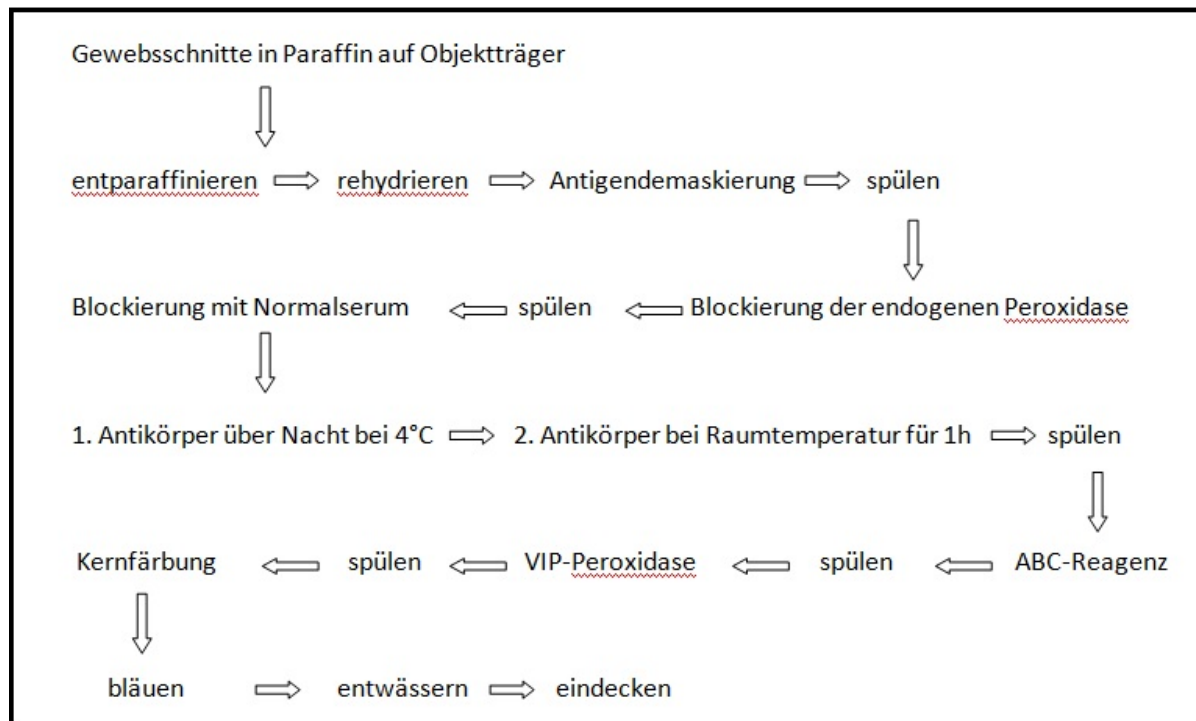 Gewebsschnitte in Paraffin auf Objektträger
entparaffinieren rehydrieren Antigendemaskierung spülen
Blockierung mit Normalserum spülen Blockierung der endogenen Peroxidase
1. Antikörper über Nacht bei 4°C 2. Antikörper bei Raumtemperatur für 1h spülen
Kernfärbung spülen VIP-Peroxidase spülen ABC-Reagenz
bläuen entwässern eindecken